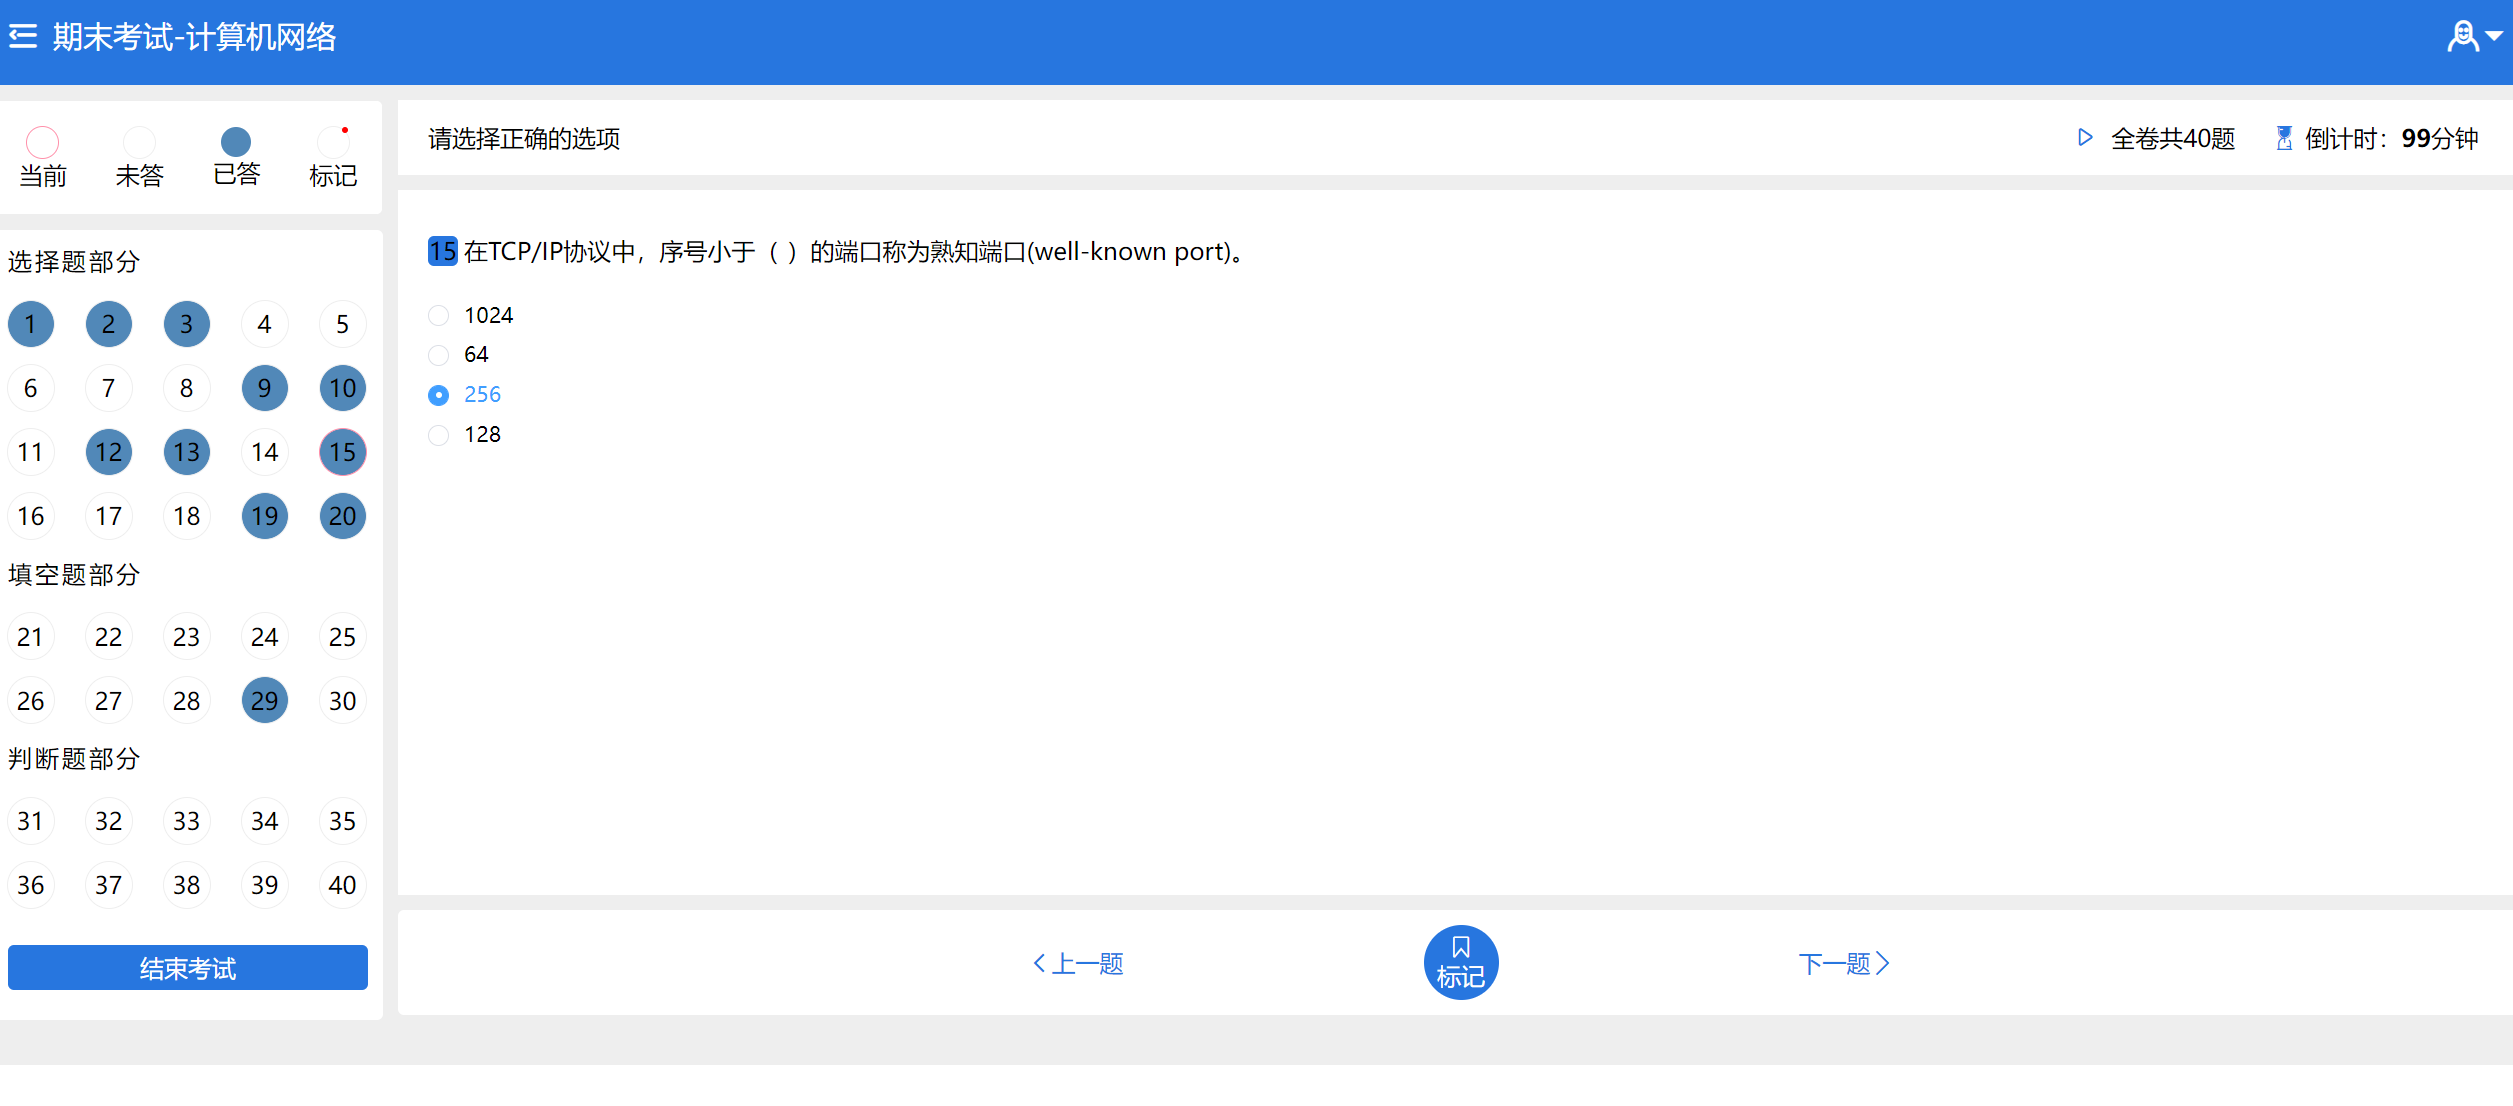 期末考试-计算机网络
当前 未答 已答 标记
选择题部分
1 2 3 4 5
6 7 8 9 10
11 12 13 14 15
16 17 18 19 20
填空题部分
21 22 23 24 25
26 27 28 29 30
判断题部分
31 32 33 34 35
36 37 38 39 40
结束考试
请选择正确的选项
全卷共40题 倒计时：99分钟
15 在TCP/IP协议中，序号小于（ ）的端口称为熟知端口(well-known port)。
1024
64
256
128
上一题 标记 下一题